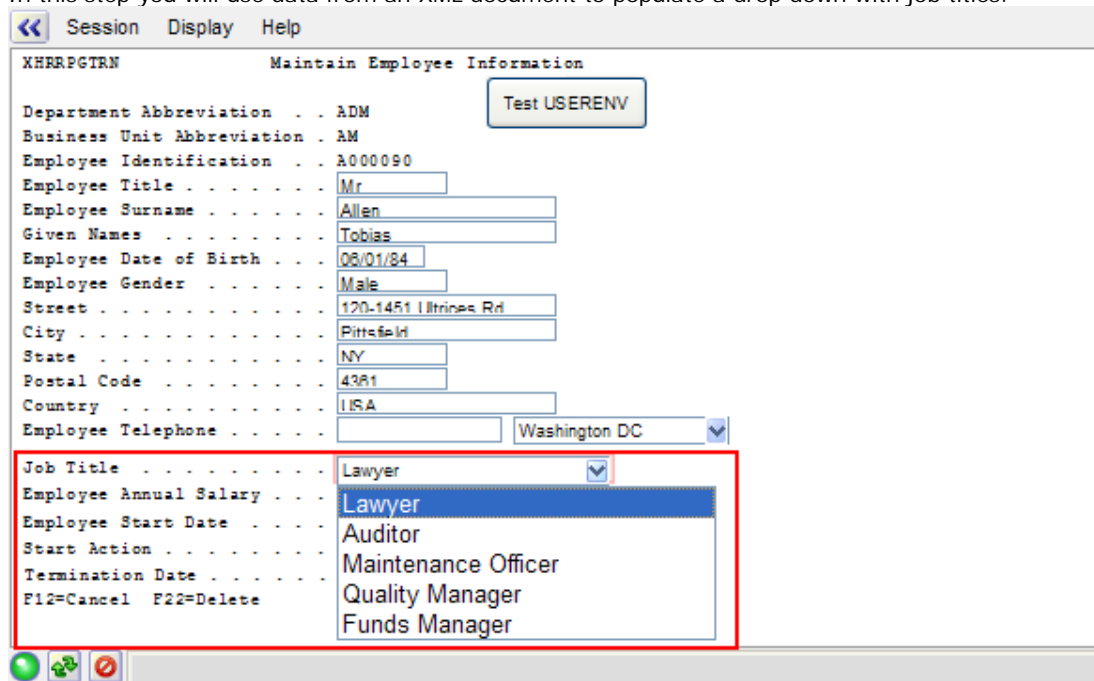 In this step you will use data from an XML document to populate a drop down with job titles.
Session Display Help
XHRRPGTRN Maintain Employee Information
Test USERENV
Department Abbreviation . . ADM
Business Unit Abbreviation . AM
Employee Identification . . A000090
Employee Title . . . . . . . Mr
Employee Surname . . . . . . Allen
Given Names . . . . . . . . Tobias
Employee Date of Birth . . . 06/01/84
Employee Gender . . . . . . Male
Street . . . . . . . . . . . 120-1451 Ultrices Rd
City . . . . . . . . . . . . Pittsfield
State . . . . . . . . . . . NY
Postal Code . . . . . . . . 4361
Country . . . . . . . . . . USA
Employee Telephone . . . . . Washington DC
Job Title . . . . . . . . . Lawyer
Employee Annual Salary . . . Lawyer
Employee Start Date . . . . Auditor
Start Action . . . . . . . . Maintenance Officer
Termination Date . . . . . . Quality Manager
F12=Cancel F22=Delete Funds Manager